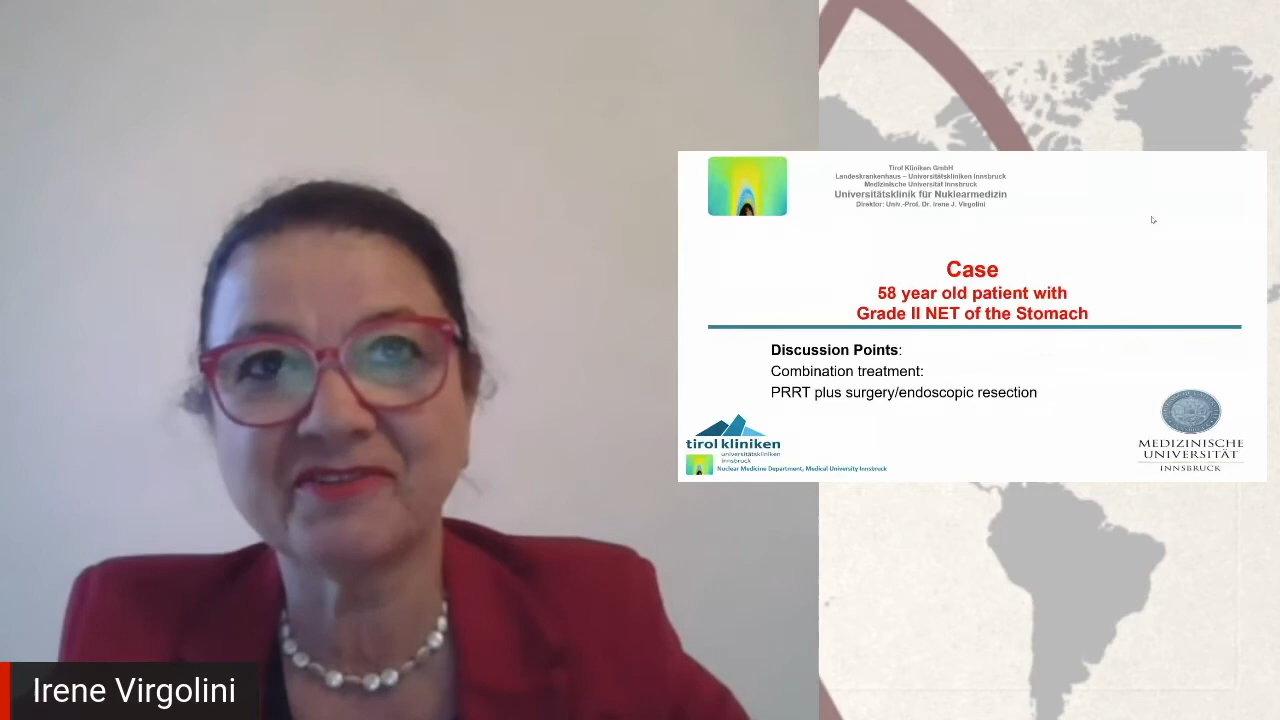 Tirol Kliniken GmbH
Landeskrankenhaus – Universitätskliniken Innsbruck
Medizinische Universität Innsbruck
Universitätsklinik für Nuklearmedizin
Direktor: Univ.-Prof. Dr. Irene J. Virgolini
Case
58 year old patient with
Grade II NET of the Stomach
Discussion Points:
Combination treatment:
PRRT plus surgery/endoscopic resection
tirol kliniken
universitätskliniken
innsbruck
Nuclear Medicine Department, Medical University Innsbruck
MEDIZINISCHE
UNIVERSITÄT
INNSBRUCK
Irene Virgolini